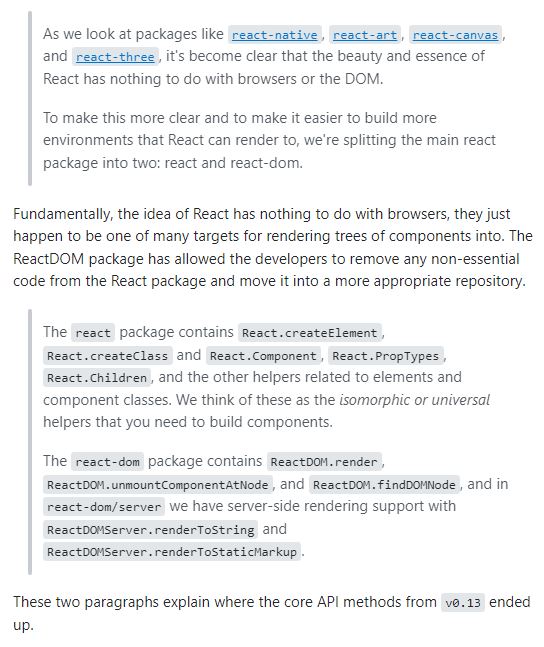 As we look at packages like react-native, react-art, react-canvas,
and react-three, it's become clear that the beauty and essence of
React has nothing to do with browsers or the DOM.
To make this more clear and to make it easier to build more
environments that React can render to, we're splitting the main react
package into two: react and react-dom.
Fundamentally, the idea of React has nothing to do with browsers, they just
happen to be one of many targets for rendering trees of components into. The
ReactDOM package has allowed the developers to remove any non-essential
code from the React package and move it into a more appropriate repository.
The react package contains React.createElement,
React.createClass and React.Component, React.PropTypes,
React.Children, and the other helpers related to elements and
component classes. We think of these as the isomorphic or universal
helpers that you need to build components.
The react-dom package contains ReactDOM.render,
ReactDOM.unmountComponentAtNode, and ReactDOM.findDOMNode, and in
react-dom/server we have server-side rendering support with
ReactDOMServer.renderToString and
ReactDOMServer.renderToStaticMarkup.
These two paragraphs explain where the core API methods from v0.13 ended
up.